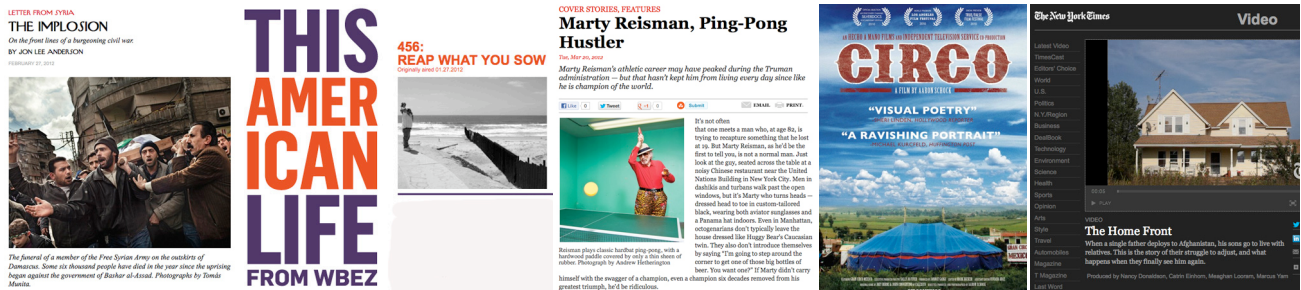 LETTER FROM SYRIA
THE IMPLOSION
On the front lines of a burgeoning civil war.
BY JON LEE ANDERSON
FEBRUARY 27, 2012
The funeral of a member of the Free Syrian Army on the outskirts of
Damascus. Some six thousand people have died in the year since the uprising
began against the government of Bashar al-Assad. Photographs by Tomás
Munita.
THIS
AMER
ICAN
LIFE
FROM WBEZ
456:
REAP WHAT YOU SOW
Originally aired 01.27.2012
COVER STORIES, FEATURES
Marty Reisman, Ping-Pong
Hustler
Tue, Mar 20, 2012
Marty Reisman's athletic career may have peaked during the Truman
administration — but that hasn't kept him from living every day since like
he is champion of the world.
Like 0 Tweet 0 +1 0 Submit EMAIL PRINT
It's not often
that one meets a man who, at age 82, is
trying to recapture something that he lost
at 19. But Marty Reisman, as he'd be the
first to tell you, is not a normal man. Just
look at the guy, seated across the table at a
noisy Chinese restaurant near the United
Nations Building in New York City. Men in
dashikis and turbans walk past the open
windows, but it's Marty who turns heads —
dressed head to toe in custom-tailored
black, wearing both aviator sunglasses and
a Panama hat indoors. Even in Manhattan,
octogenarians don't typically leave the
house dressed like Huggy Bear's Caucasian
twin. They also don't introduce themselves
by saying "I'm going to step around the
corner to get one of those big bottles of
beer. You want one?" If Marty didn't carry
Reisman plays classic hardbat ping-pong, with a
hardwood paddle covered by only a thin sheen of
rubber. Photograph by Andrew Hetherington
himself with the swagger of a champion, even a champion six decades removed from his
greatest triumph, he'd be ridiculous.
CIRCO
A FILM BY AARON SCHOCK
"VISUAL POETRY"
"A RAVISHING PORTRAIT"
MEXICO
The New York Times
Video
Latest Video
TimesCast
Editors' Choice
World
U.S.
Politics
N.Y./Region
Business
DealBook
Technology
Environment
Science
Health
Sports
Opinion
Arts
Style
Travel
Automobiles
Magazine
T Magazine
Last Word
00:05
PLAY
VIDEO
The Home Front
When a single father deploys to Afghanistan, his sons go to live with
relatives. This is the story of their struggle to adjust, and what
happens when they finally see him again.
Produced by Nancy Donaldson, Catrin Einhorn, Meaghan Looram, Marcus Yam